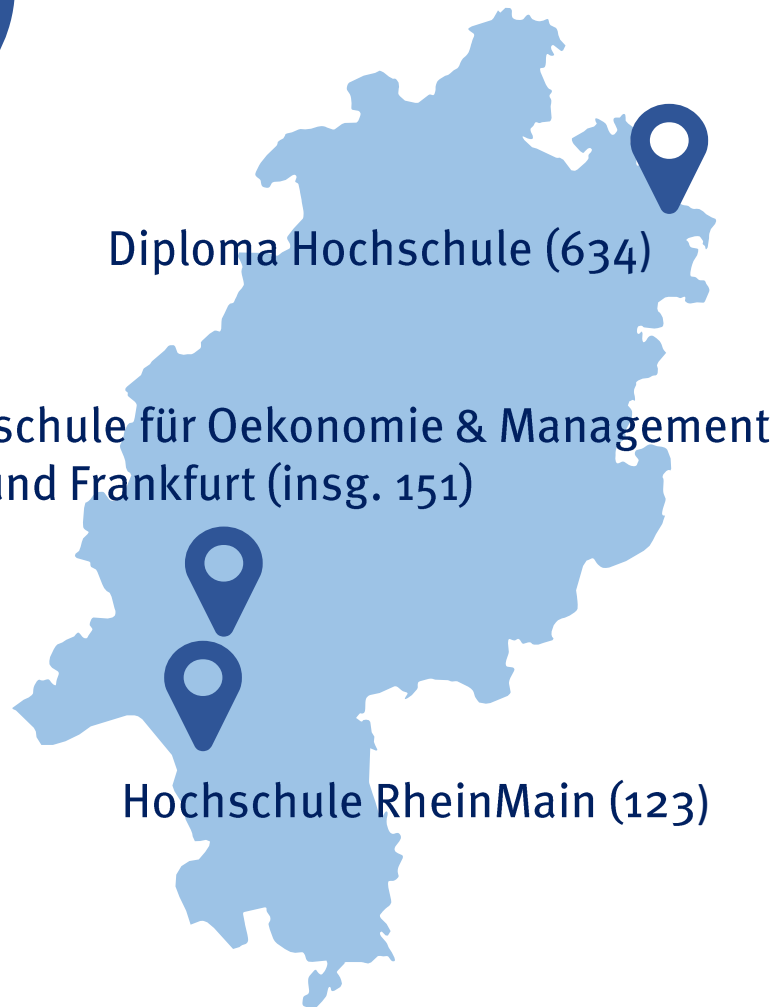 Diploma Hochschule (634)
schule für Oekonomie & Management
und Frankfurt (insg. 151)
Hochschule RheinMain (123)